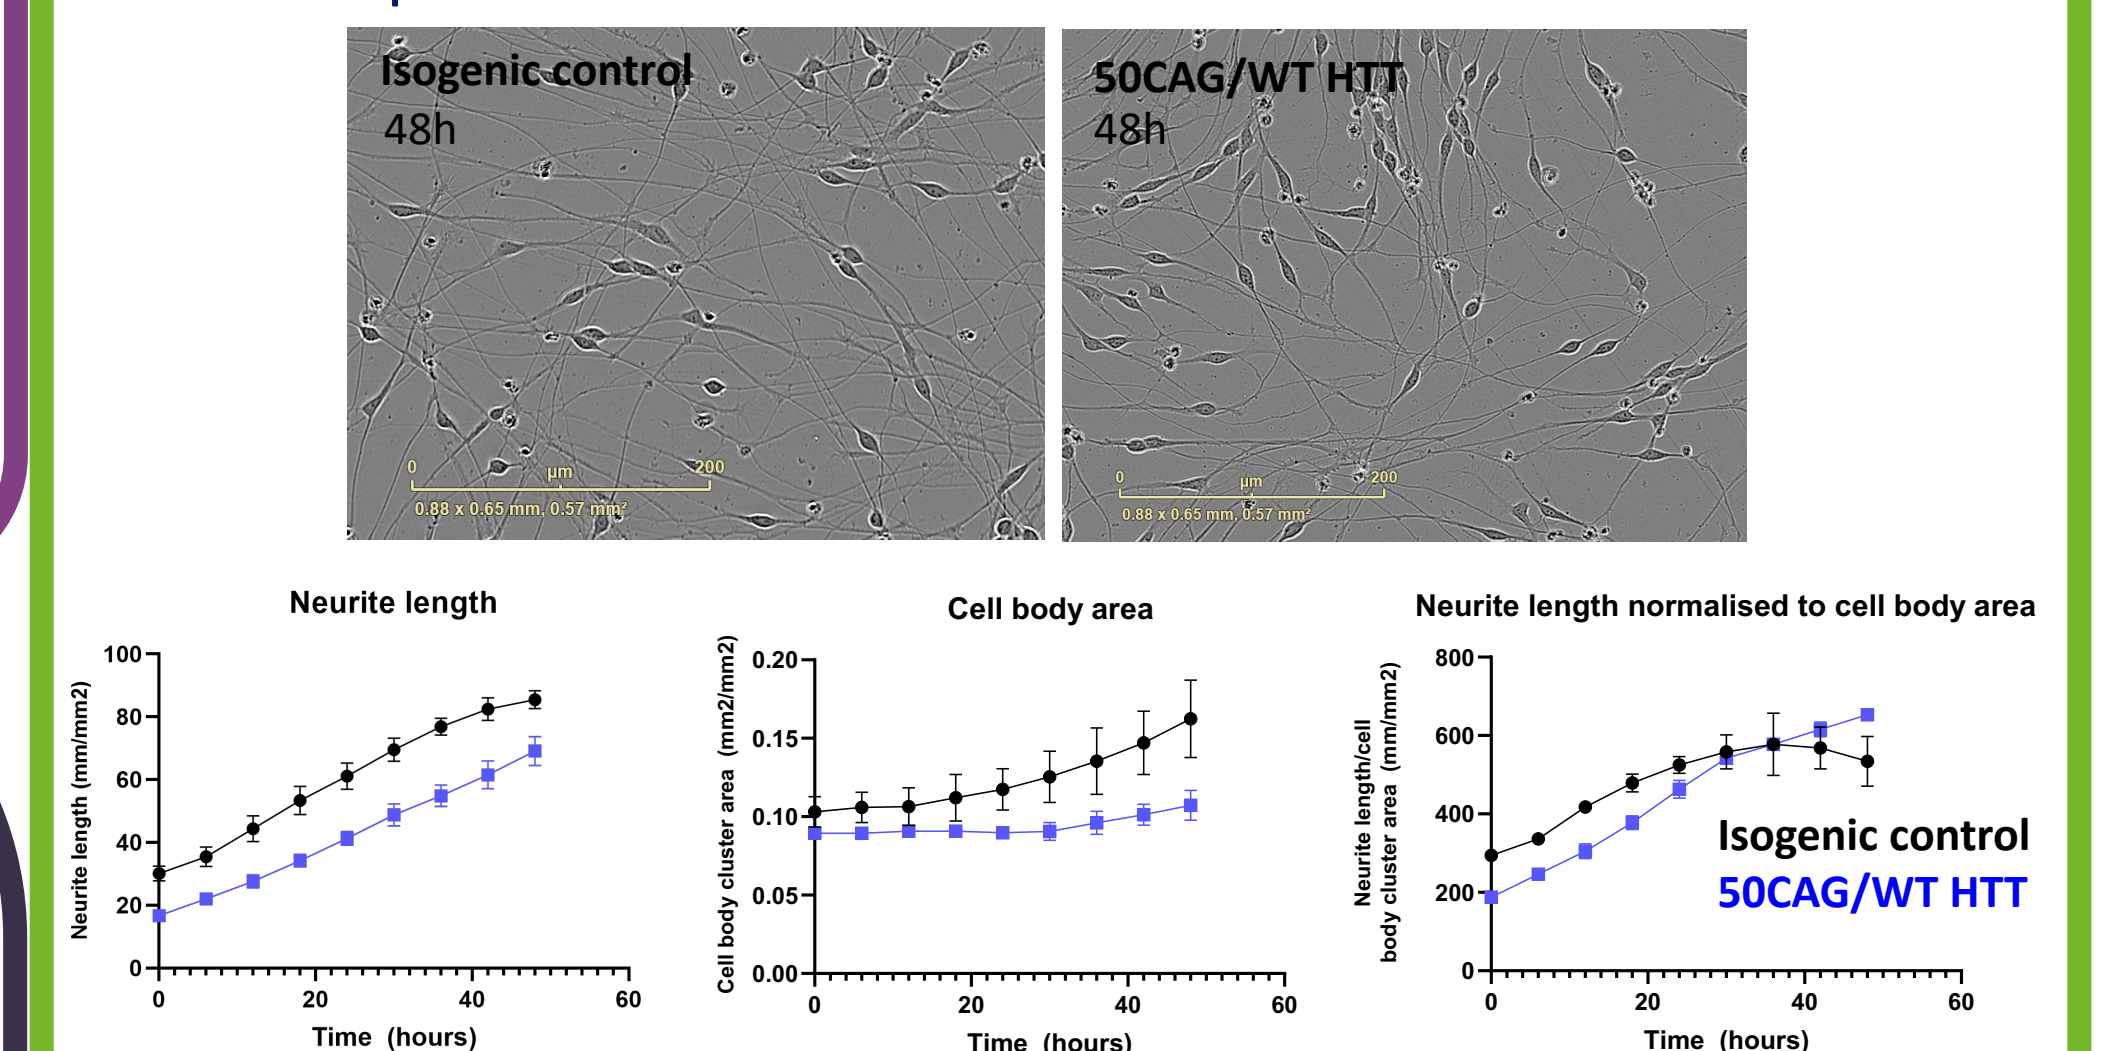 Isogenic control
48h
0 µm 200
0.88 x 0.65 mm, 0.57 mm²
50CAG/WT HTT
48h
0 µm 200
0.88 x 0.65 mm, 0.57 mm²
Neurite length
Neurite length (mm/mm2)
100
80
60
40
20
0
0 20 40 60
Time (hours)
Cell body area
Cell body cluster area (mm2/mm2)
0.20
0.15
0.10
0.05
0.00
0 20 40 60
Time (hours)
Neurite length normalised to cell body area
Neurite length/cell
body cluster area (mm/mm2)
800
600
400
200
0
0 20 40 60
Time (hours)
Isogenic control
50CAG/WT HTT